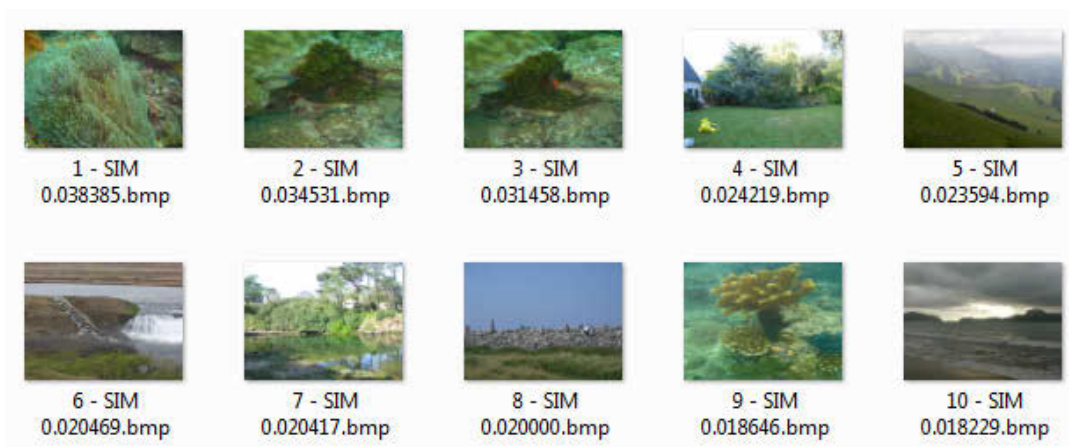 1 - SIM
0.038385.bmp
2 - SIM
0.034531.bmp
3 - SIM
0.031458.bmp
4 - SIM
0.024219.bmp
5 - SIM
0.023594.bmp
6 - SIM
0.020469.bmp
7 - SIM
0.020417.bmp
8 - SIM
0.020000.bmp
9 - SIM
0.018646.bmp
10 - SIM
0.018229.bmp